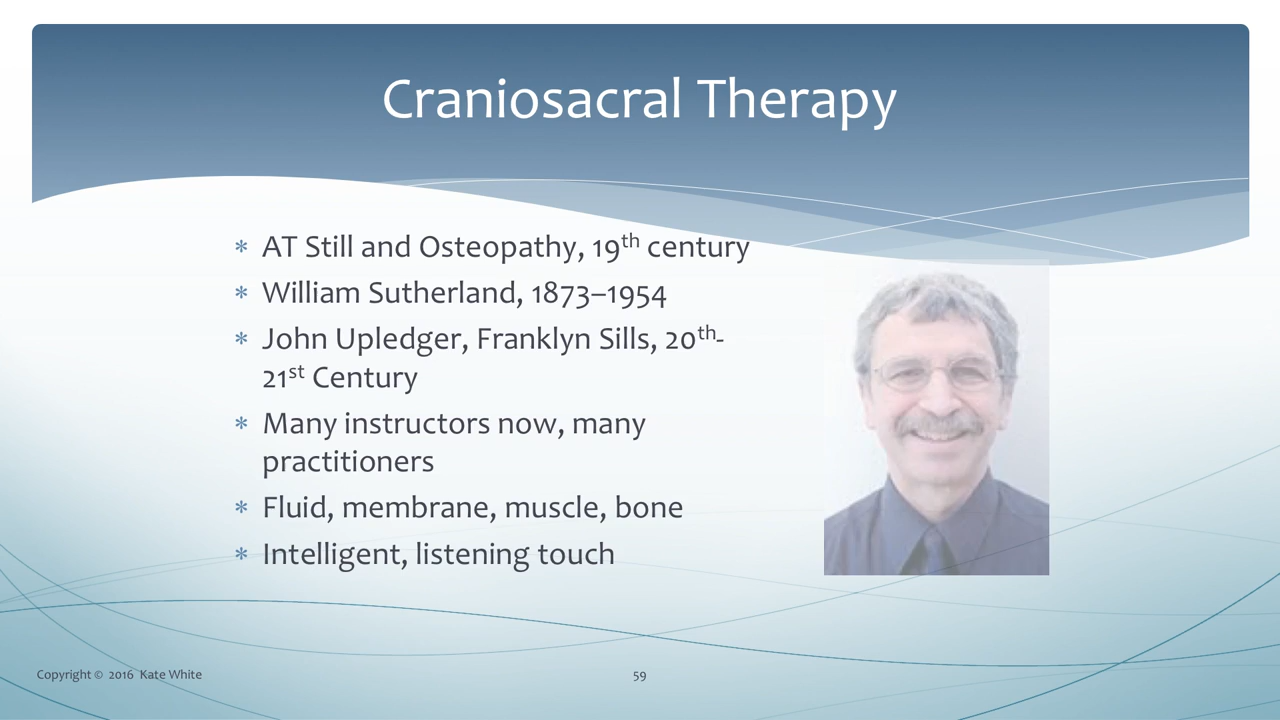 Craniosacral Therapy
* AT Still and Osteopathy, 19th century
* William Sutherland, 1873–1954
* John Upledger, Franklyn Sills, 20th-
21st Century
* Many instructors now, many
practitioners
* Fluid, membrane, muscle, bone
* Intelligent, listening touch
Copyright © 2016 Kate White
59